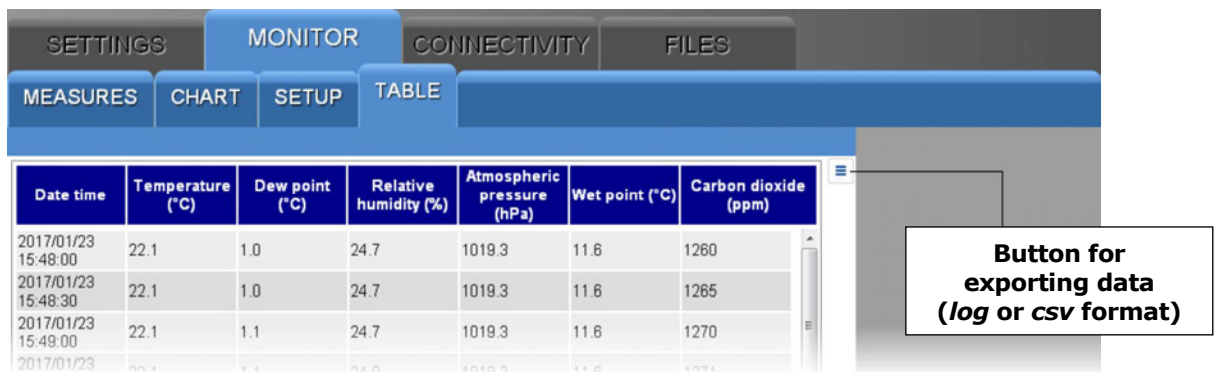 SETTINGS MONITOR CONNECTIVITY FILES
MEASURES CHART SETUP TABLE
Date time Temperature (°C) Dew point (°C) Relative humidity (%) Atmospheric pressure (hPa) Wet point (°C) Carbon dioxide (ppm)
2017/01/23 15:48:00 22.1 1.0 24.7 1019.3 11.6 1260
2017/01/23 15:48:30 22.1 1.0 24.7 1019.3 11.6 1265
2017/01/23 15:49:00 22.1 1.1 24.7 1019.3 11.6 1270
2017/01/23
Button for
exporting data
(log or csv format)